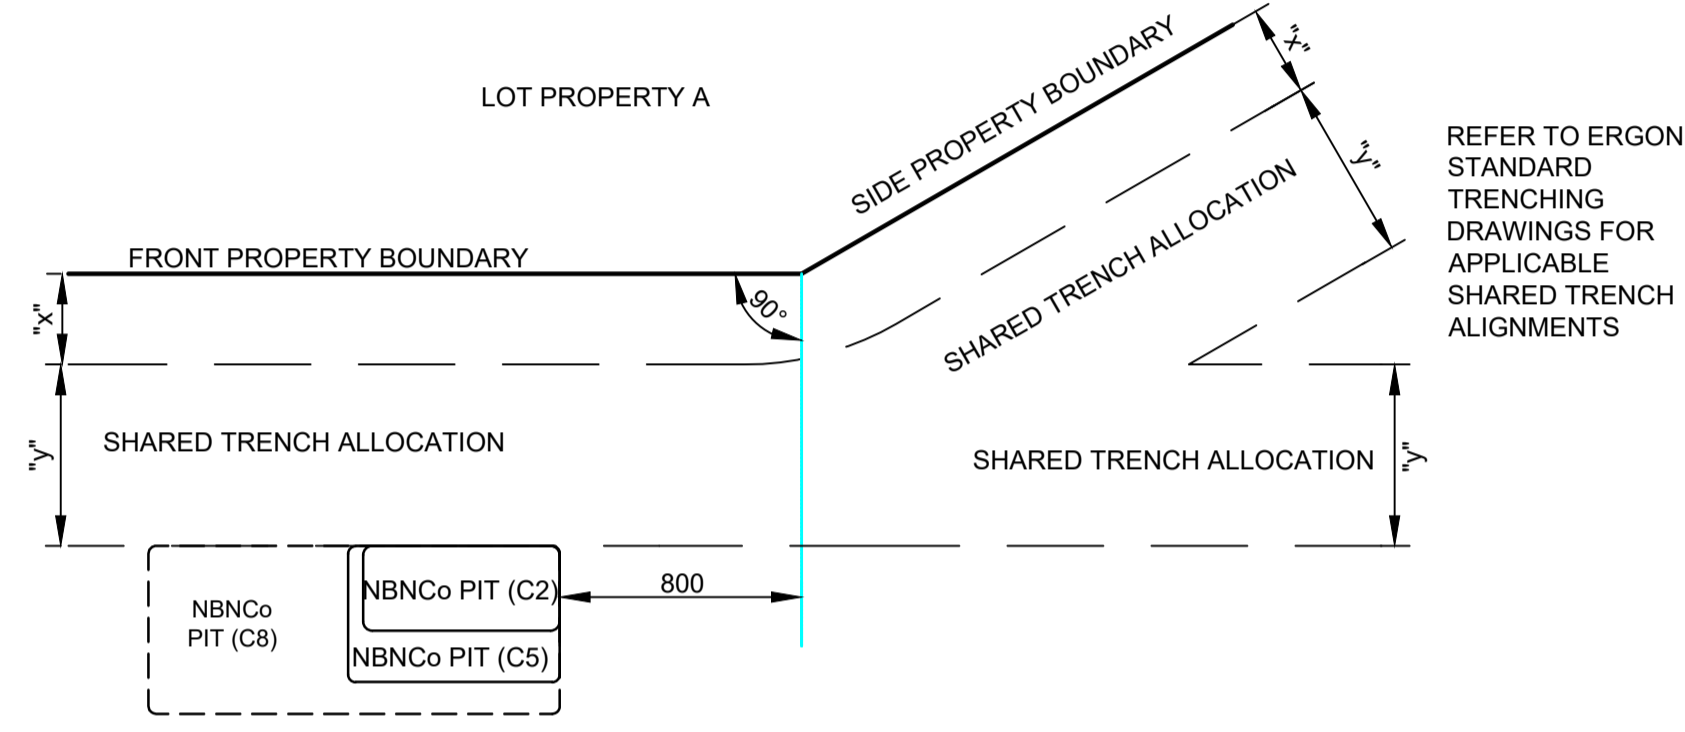 LOT PROPERTY A
SIDE PROPERTY BOUNDARY
"x"
"y"
SHARED TRENCH ALLOCATION
REFER TO ERGON
STANDARD
TRENCHING
DRAWINGS FOR
APPLICABLE
SHARED TRENCH
ALIGNMENTS
FRONT PROPERTY BOUNDARY
"x"
90°
"y"
SHARED TRENCH ALLOCATION
SHARED TRENCH ALLOCATION
"y"
NBNCo PIT (C2)
800
NBNCo
PIT (C8)
NBNCo PIT (C5)